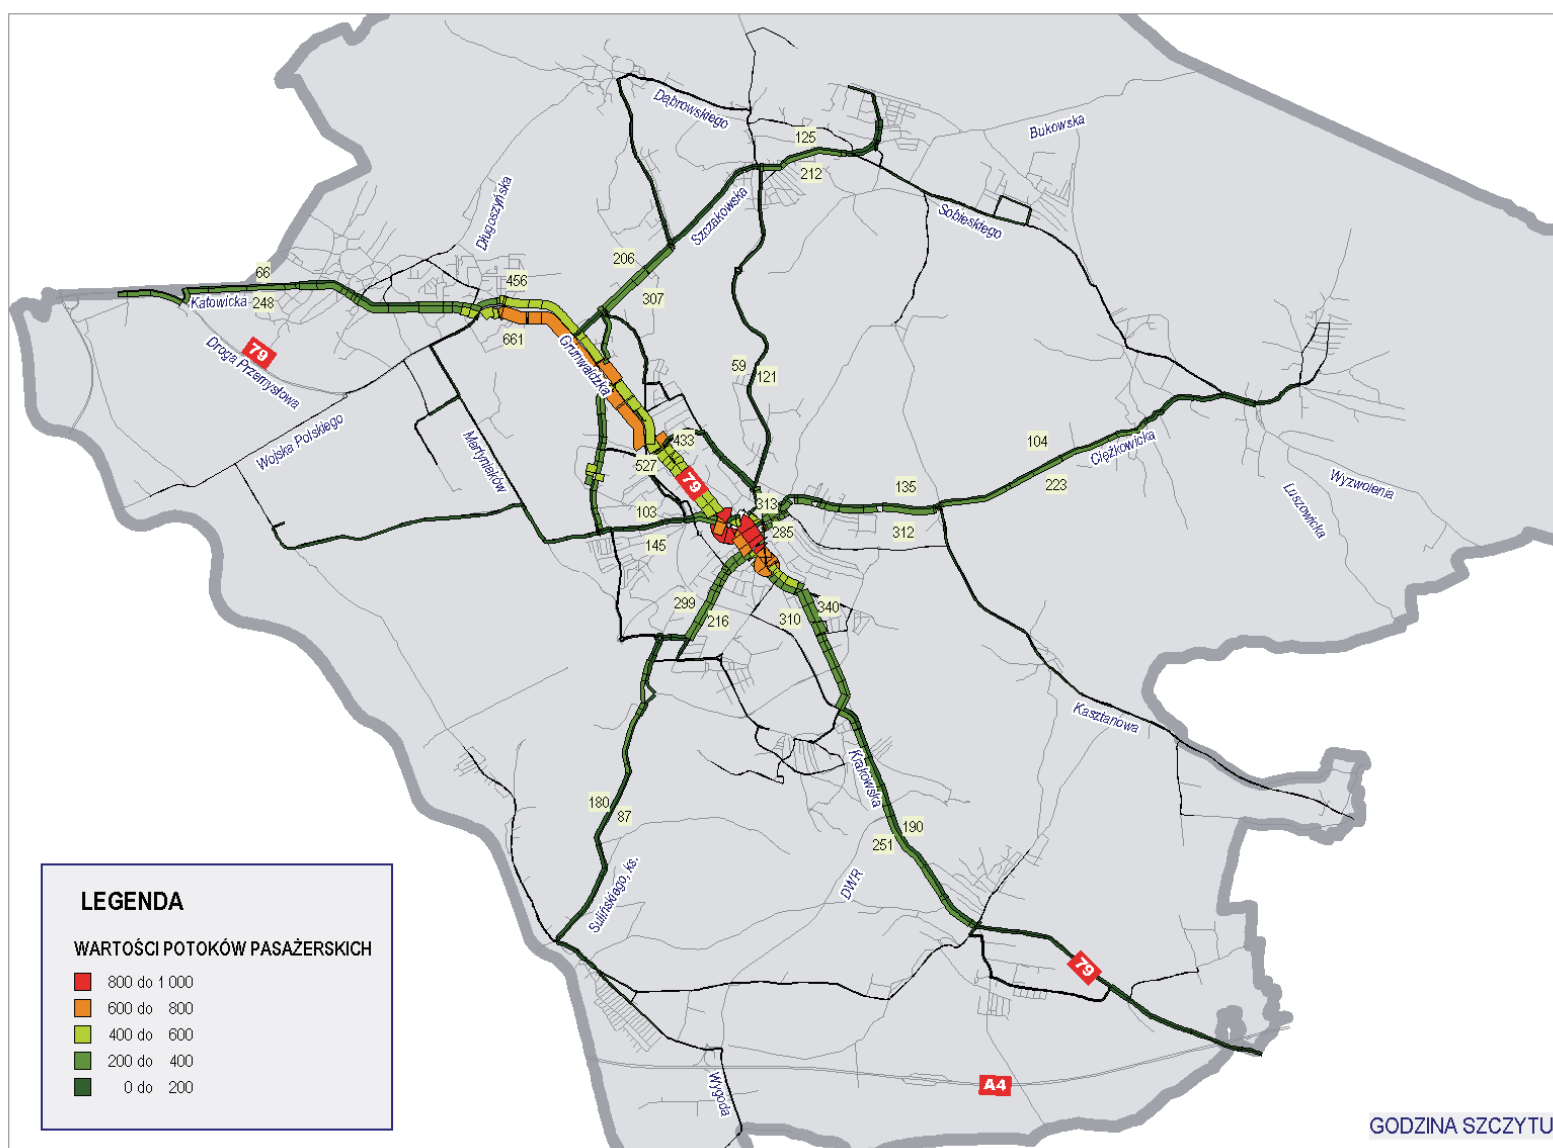 Dąbrowskiego
125
Bukowska
212
Długoszyńska
Szczakowska
Sobieskiego
206
66
456
307
Katowicka
248
661
79
Droga Przemysłowa
Grunwaldzka
59
121
Wojska Polskiego
Martyniaków
433
527
79
104
Ciężkowicka
223
Wyzwolenia
Luszowicka
135
313
103
312
285
145
299
340
216
310
Kasztanowa
Krakowska
180
87
190
251
Sulińskiego, ks.
DWR
LEGENDA
WARTOŚCI POTOKÓW PASAŻERSKICH
800 do 1 000
600 do 800
400 do 600
200 do 400
0 do 200
79
A4
Wygoda
GODZINA SZCZYTU